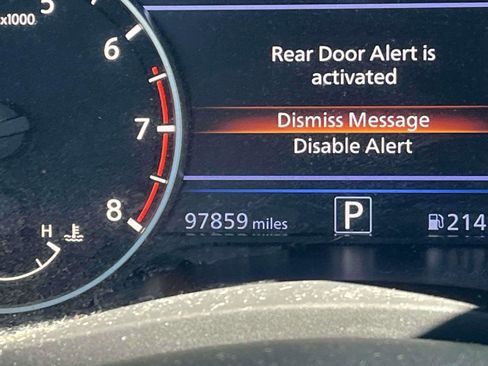 5
x1000
6
7
8
H
Rear Door Alert is
activated
Dismiss Message
Disable Alert
97859 miles
P
214